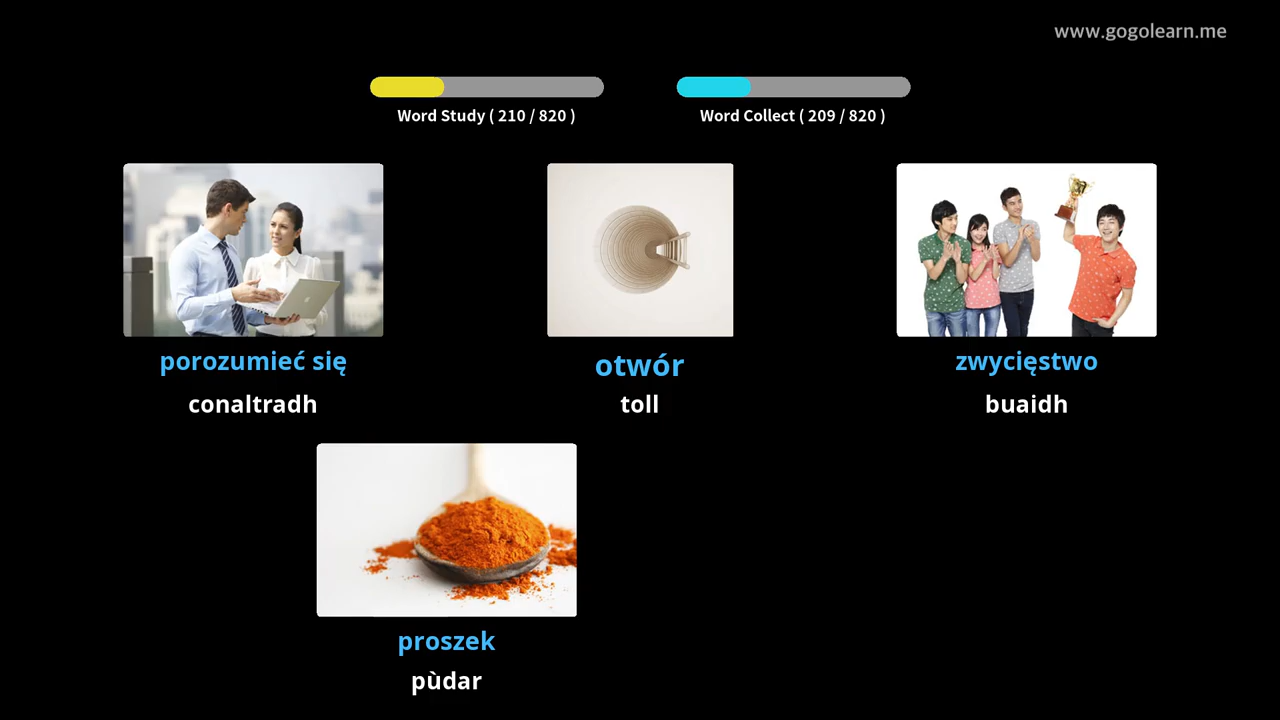 www.gogolearn.me
Word Study ( 210 / 820 )
Word Collect ( 209 / 820 )
porozumieć się
conaltradh
otwór
toll
zwycięstwo
buaidh
proszek
pùdar